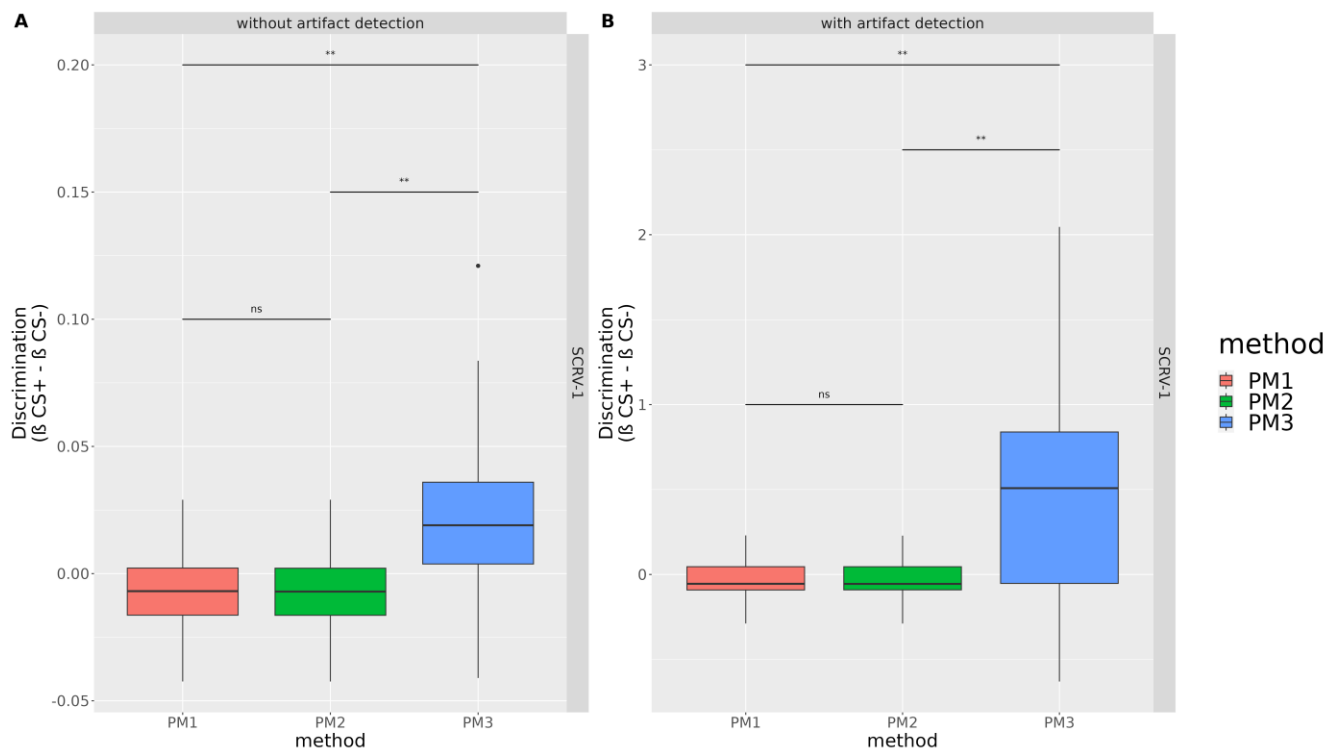 A
without artifact detection
0.20
0.15
0.10
0.05
0.00
-0.05
**
**
ns
Discrimination
(ß CS+ - ß CS-)
SCRV-1
PM1 PM2 PM3
method
B
with artifact detection
3
2
1
0
**
**
ns
Discrimination
(ß CS+ - ß CS-)
SCRV-1
PM1 PM2 PM3
method
method
PM1
PM2
PM3